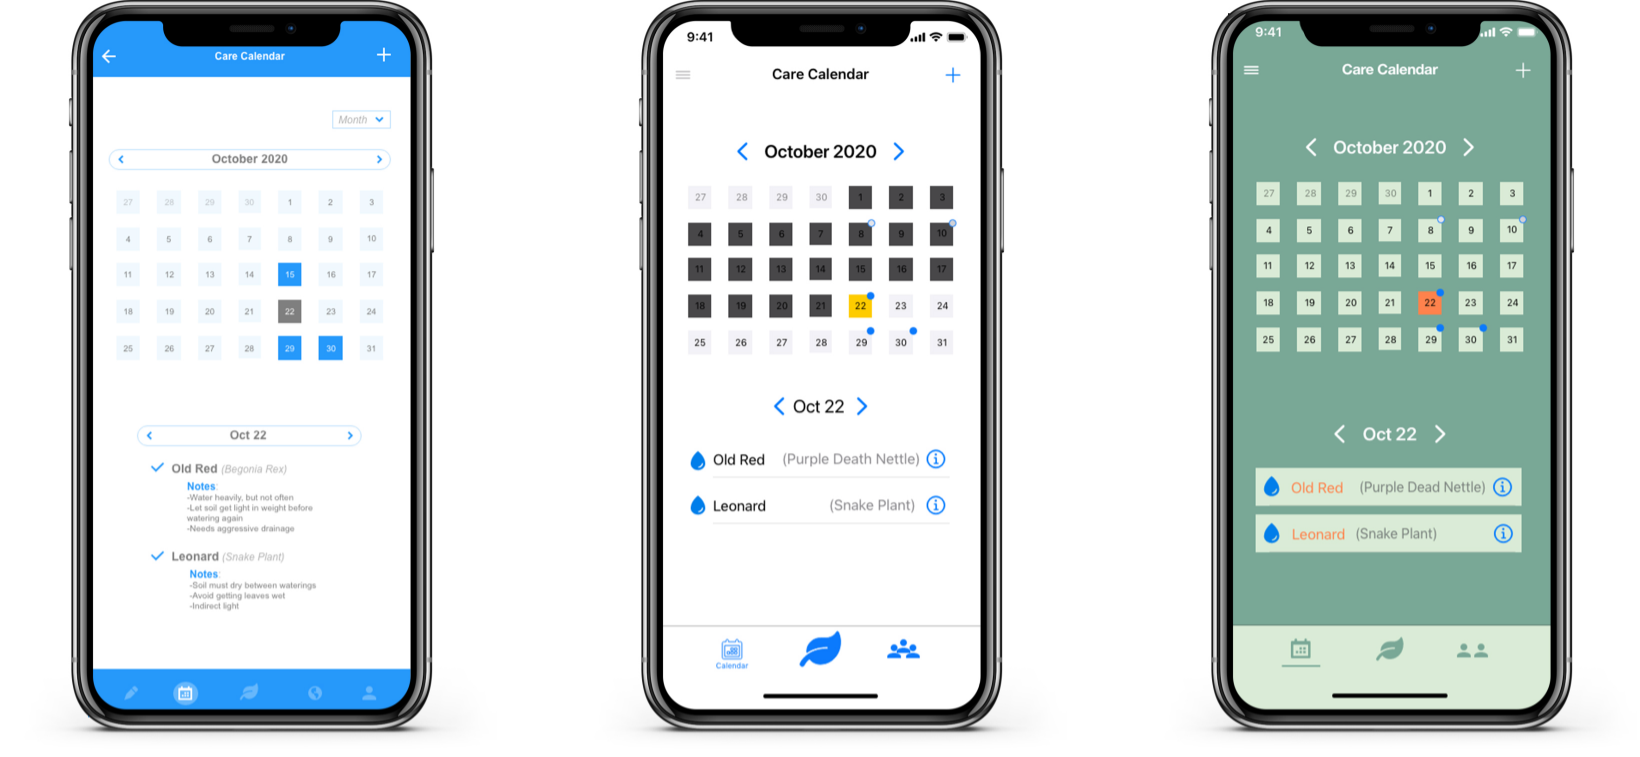 Care Calendar
Month
October 2020
27 28 29 30 1 2 3
4 5 6 7 8 9 10
11 12 13 14 15 16 17
18 19 20 21 22 23 24
25 26 27 28 29 30 31
Oct 22
Old Red (Begonia Rex)
Notes:
-Water heavily, but not often
-Let soil get light in weight before
watering again
-Needs aggressive drainage
Leonard (Snake Plant)
Notes:
-Soil must dry between waterings
-Avoid getting leaves wet
-Indirect light
9:41
Care Calendar
October 2020
27 28 29 30 1 2 3
4 5 6 7 8 9 10
11 12 13 14 15 16 17
18 19 20 21 22 23 24
25 26 27 28 29 30 31
Oct 22
Old Red (Purple Death Nettle)
Leonard (Snake Plant)
Calendar
9:41
Care Calendar
October 2020
27 28 29 30 1 2 3
4 5 6 7 8 9 10
11 12 13 14 15 16 17
18 19 20 21 22 23 24
25 26 27 28 29 30 31
Oct 22
Old Red (Purple Dead Nettle)
Leonard (Snake Plant)